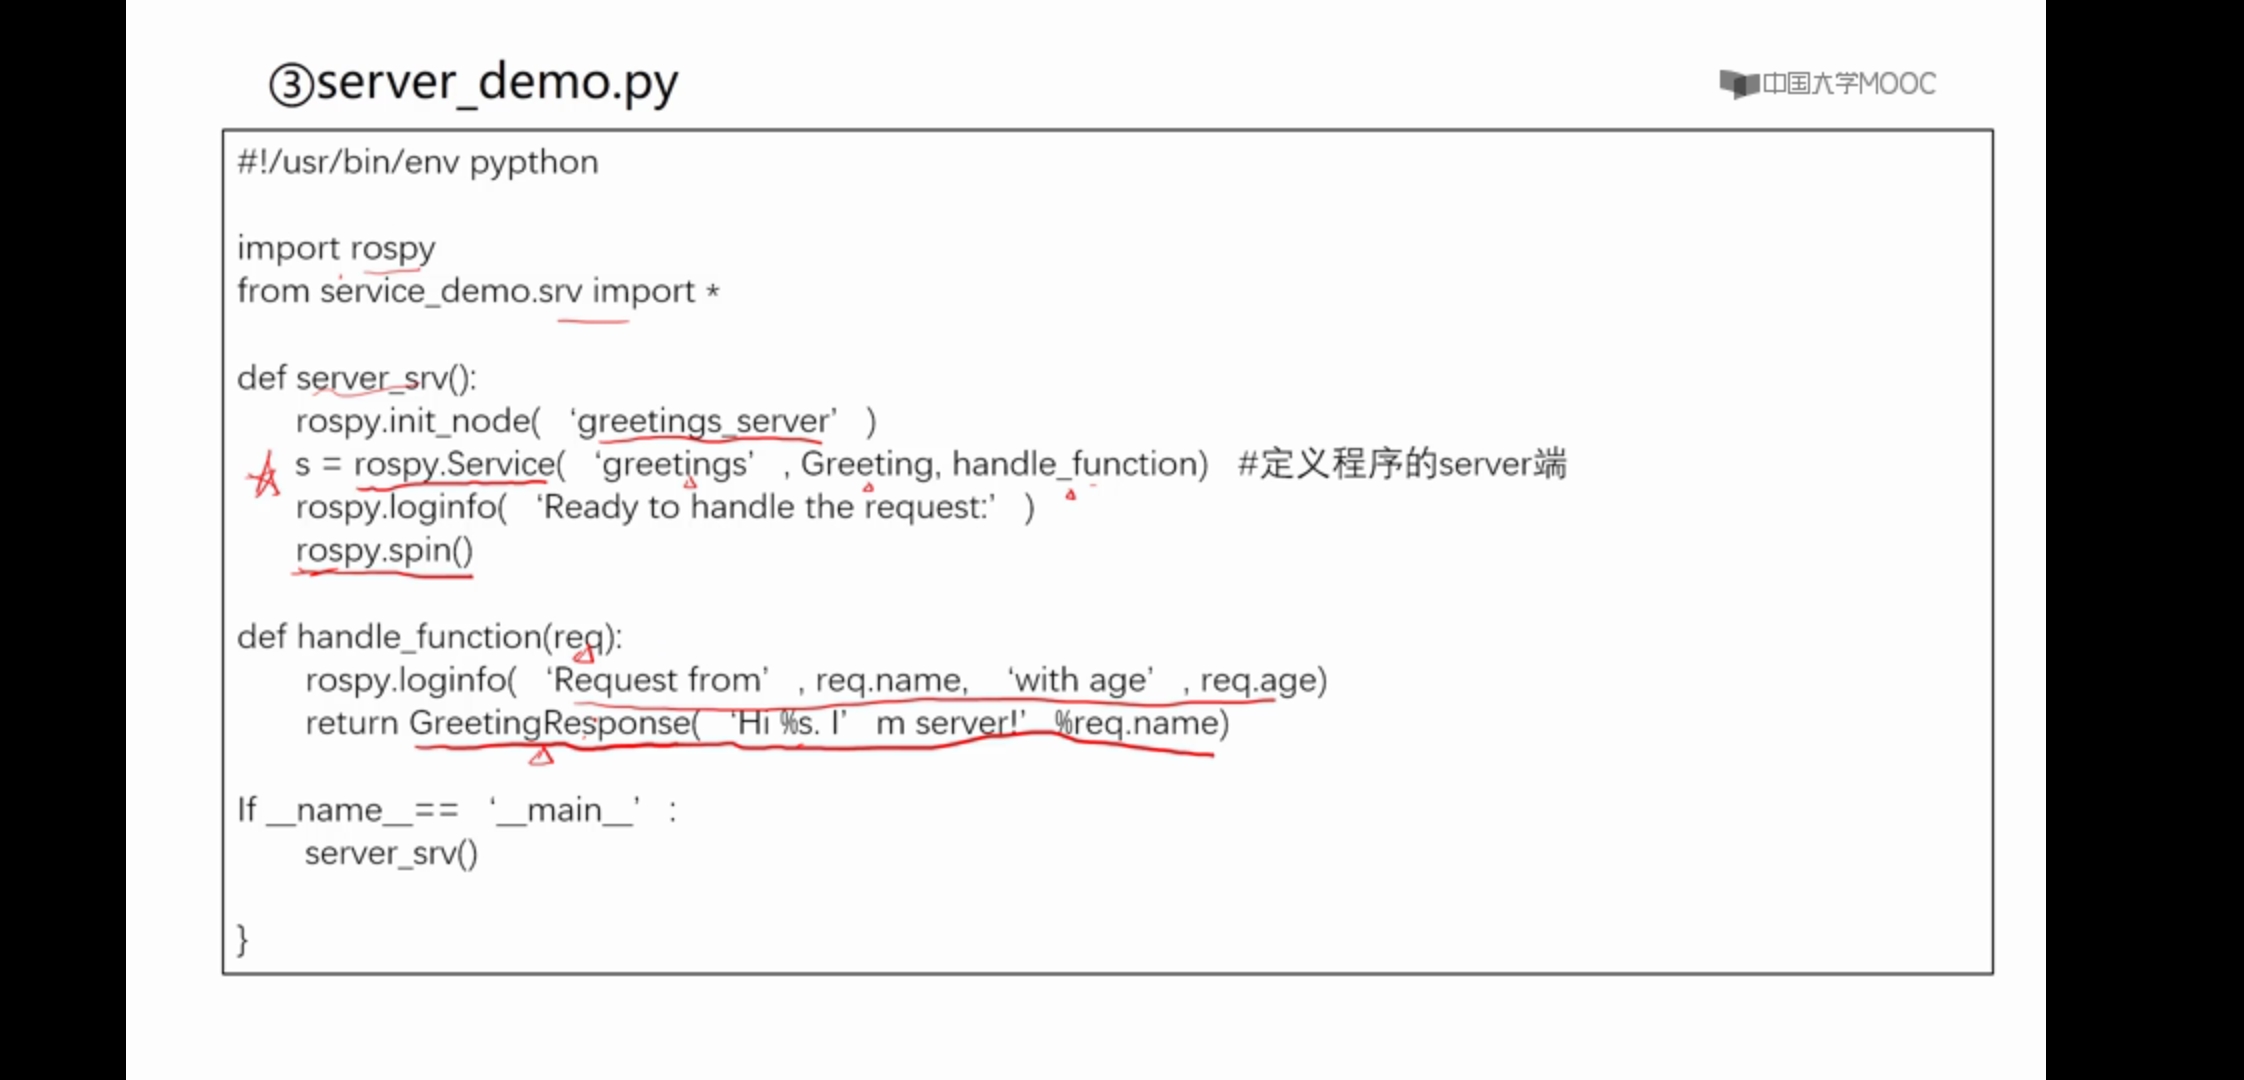 ③server_demo.py
中国大学MOOC
#!/usr/bin/env pypthon
import rospy
from service_demo.srv import *
def server_srv():
rospy.init_node( ‘greetings_server’ )
s = rospy.Service( ‘greetings’ , Greeting, handle_function) #定义程序的server端
rospy.loginfo( ‘Ready to handle the request:’ )
rospy.spin()
def handle_function(req):
rospy.loginfo( ‘Request from’ , req.name, ‘with age’ , req.age)
return GreetingResponse( ‘Hi %s. I’ m server!’ %req.name)
If __name__== ‘__main__’ :
server_srv()
}